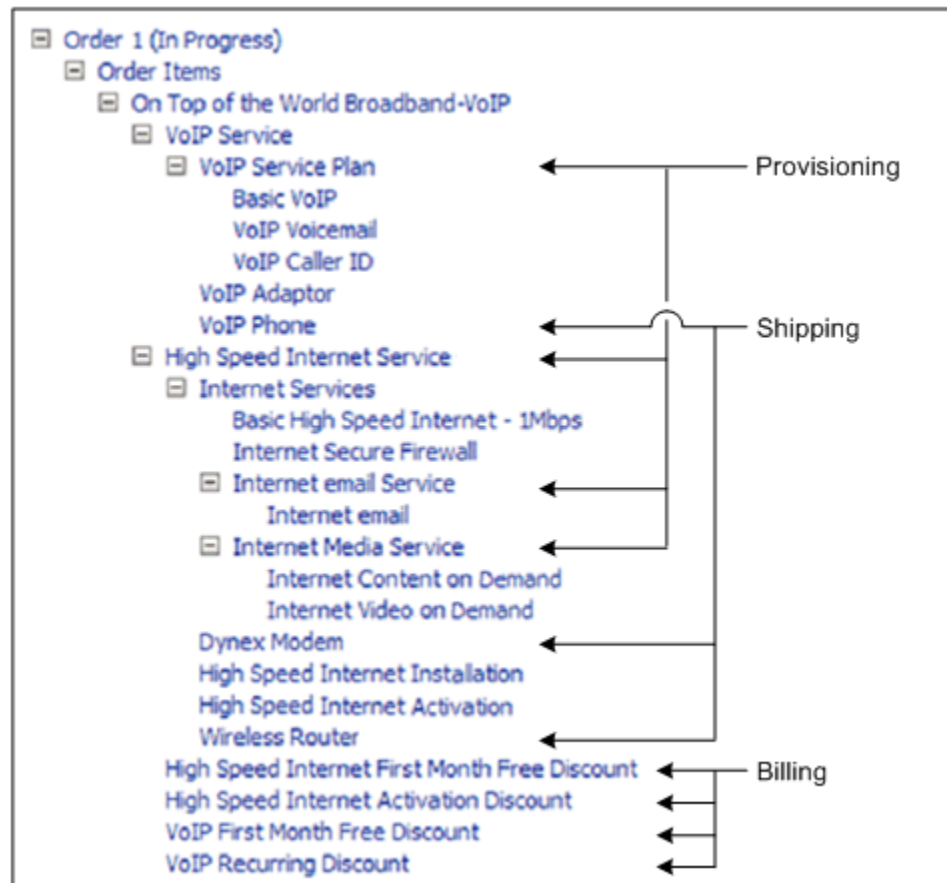 Order 1 (In Progress)
Order Items
On Top of the World Broadband-VoIP
VoIP Service
VoIP Service Plan
Provisioning
Basic VoIP
VoIP Voicemail
VoIP Caller ID
VoIP Adaptor
VoIP Phone
Shipping
High Speed Internet Service
Internet Services
Basic High Speed Internet - 1Mbps
Internet Secure Firewall
Internet email Service
Internet email
Internet Media Service
Internet Content on Demand
Internet Video on Demand
Dynex Modem
High Speed Internet Installation
High Speed Internet Activation
Wireless Router
High Speed Internet First Month Free Discount
Billing
High Speed Internet Activation Discount
VoIP First Month Free Discount
VoIP Recurring Discount